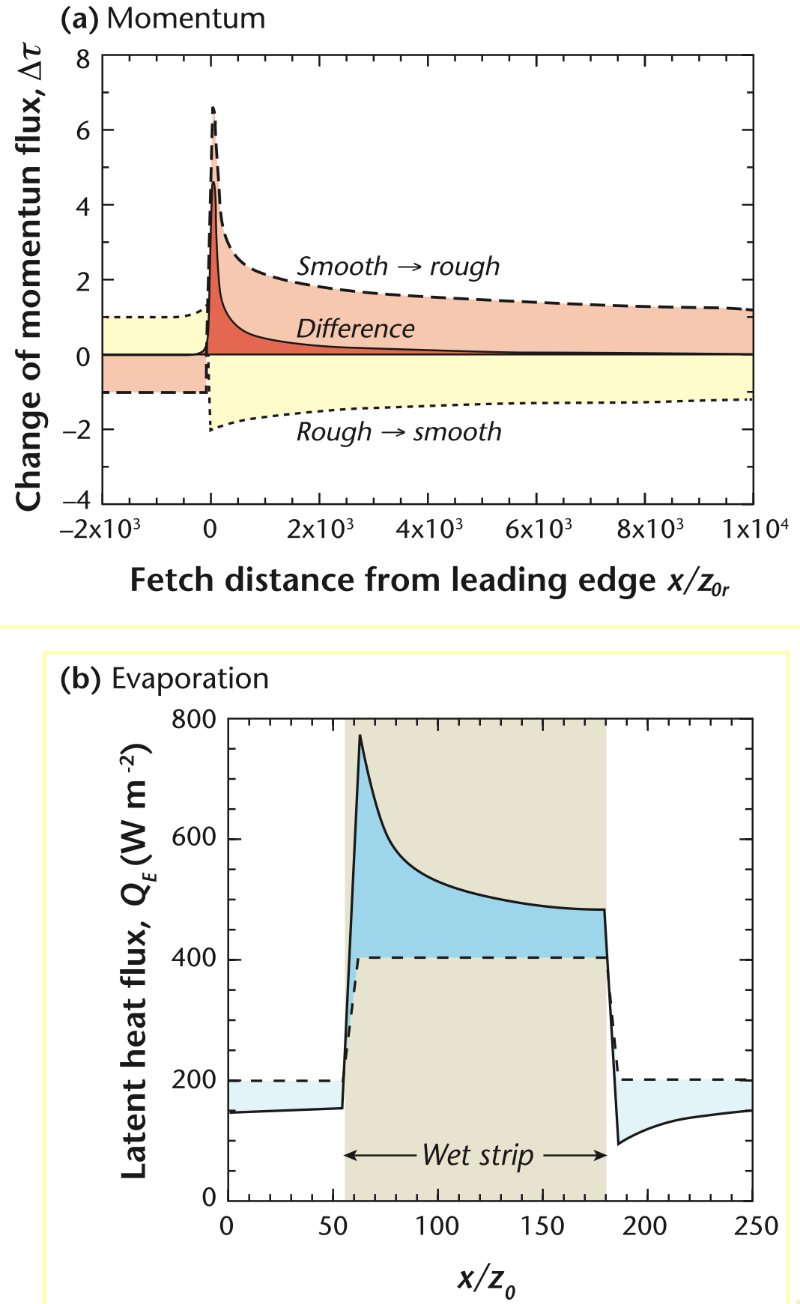 (a) Momentum
Change of momentun flux, Δτ
8
6
4
2
0
−2
−4
Smooth → rough
Difference
Rough → smooth
−2x10³
0
2x10³
4x10³
6x10³
8x10³
1x10⁴
Fetch distance from leading edge x/z₀ᵣ
(b) Evaporation
Latent heat flux, Q_E (W m⁻²)
800
600
400
200
0
Wet strip
0
50
100
150
200
250
x/z₀